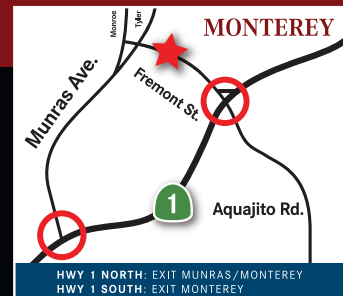 Monroe
Tyler
MONTEREY
Munras Ave.
Fremont St.
1
Aquajito Rd.
HWY 1 NORTH: EXIT MUNRAS/MONTEREY
HWY 1 SOUTH: EXIT MONTEREY